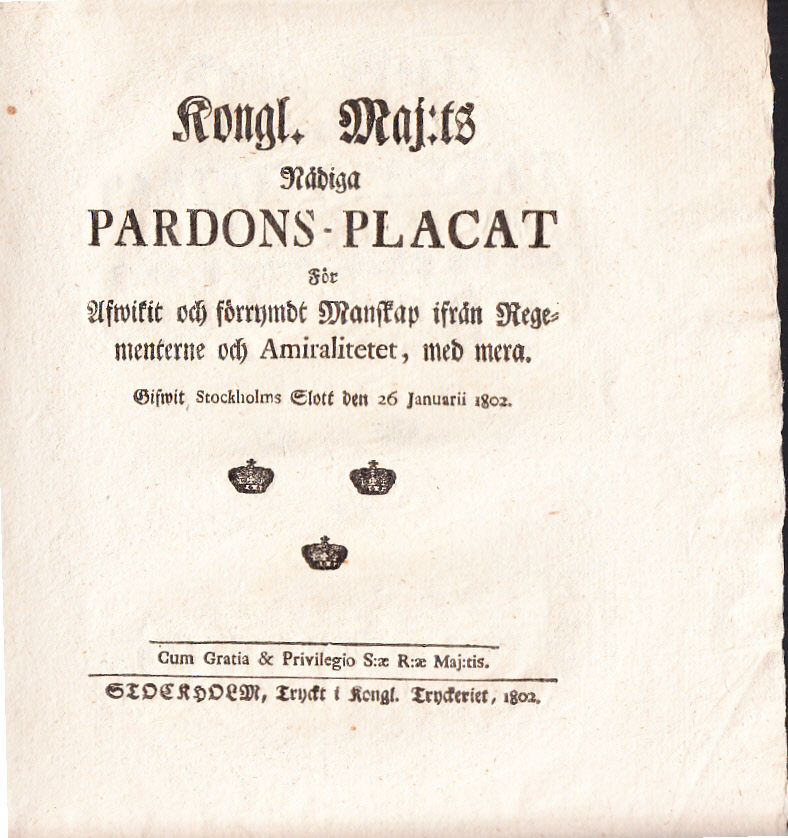 Kongl. Maj:ts
Nådiga
PARDONS-PLACAT
För
Afwikit och förrymdt Manskap ifrån Rege-
menterne och Amiralitetet, med mera.
Gifwit Stockholms Slott den 26 Januarii 1802.
Cum Gratia & Privilegio S:æ R:æ Maj:tis.
STOCKHOLM, Tryckt i Kongl. Tryckeriet, 1802.